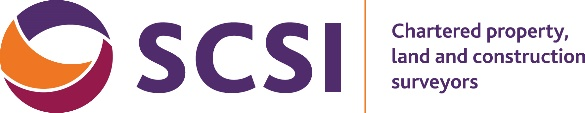 SCSI
Chartered property,
land and construction
surveyors